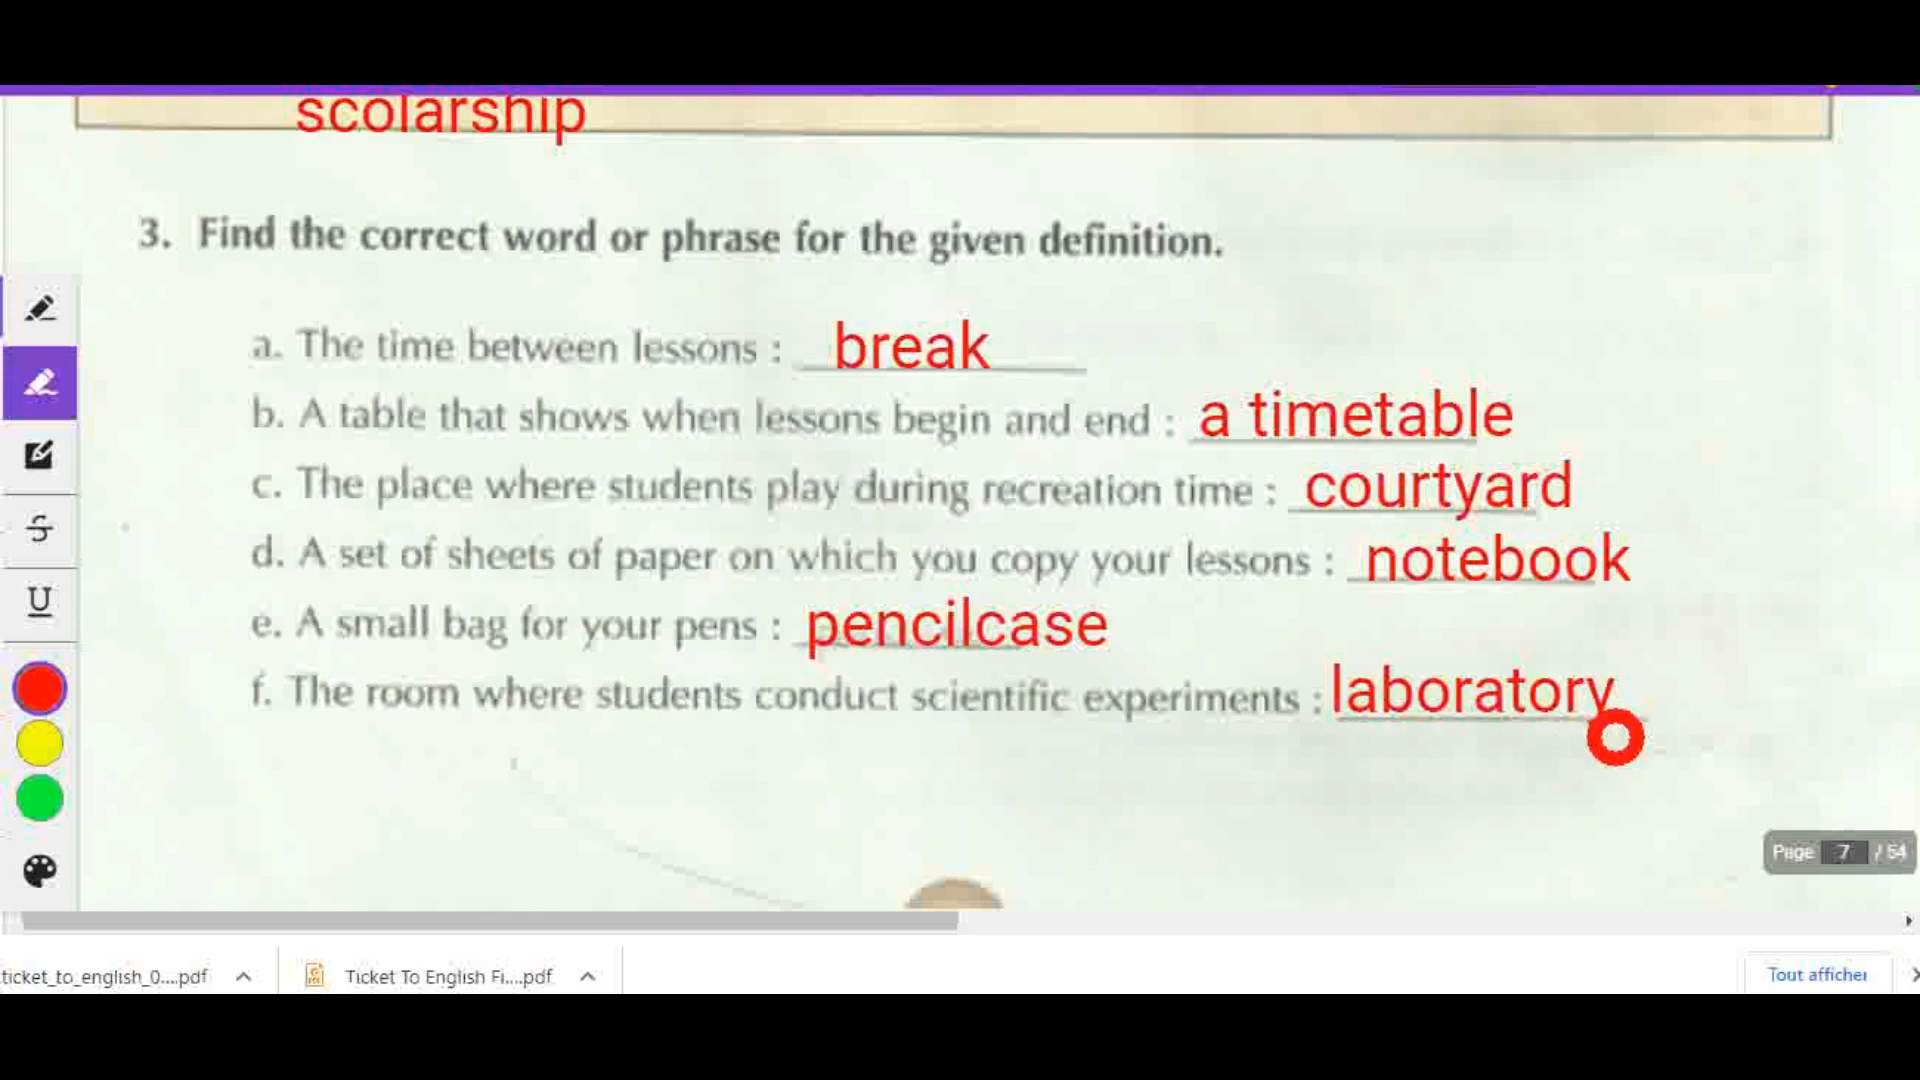 scolarship
3. Find the correct word or phrase for the given definition.
a. The time between lessons : break
b. A table that shows when lessons begin and end : a timetable
c. The place where students play during recreation time : courtyard
d. A set of sheets of paper on which you copy your lessons : notebook
e. A small bag for your pens : pencilcase
f. The room where students conduct scientific experiments : laboratory
S
U
Page 7 / 54
ticket_to_english_0....pdf
Ticket To English Fi....pdf
Tout afficher